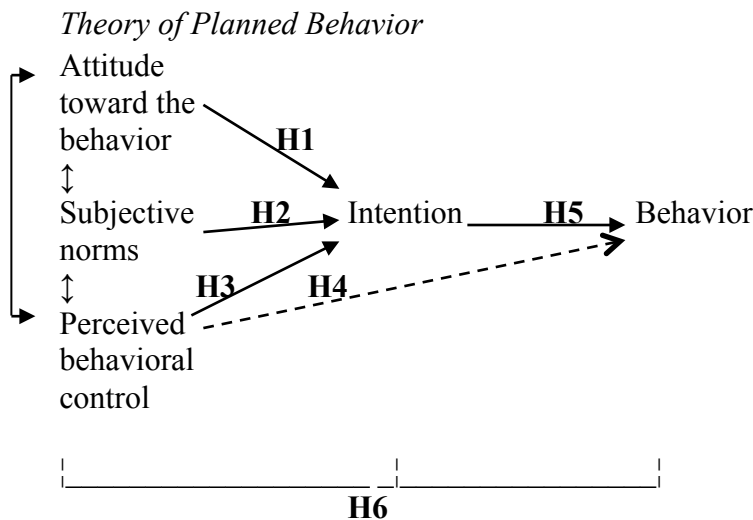 Theory of Planned Behavior
Attitude
toward the
behavior
H1
Subjective
norms
H2
Intention
H5
Behavior
H3
H4
Perceived
behavioral
control
H6